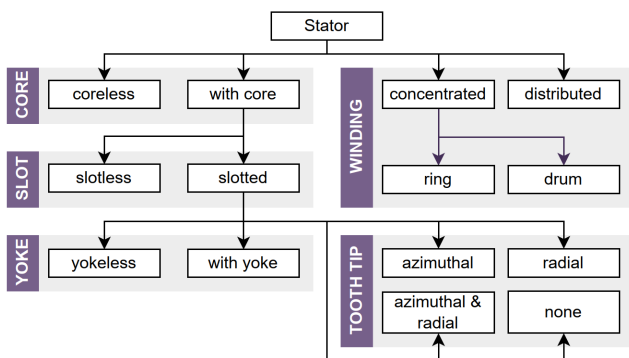 Stator
CORE
coreless
with core
WINDING
concentrated
distributed
SLOT
slotless
slotted
ring
drum
YOKE
yokeless
with yoke
TOOTH TIP
azimuthal
radial
azimuthal &
radial
none